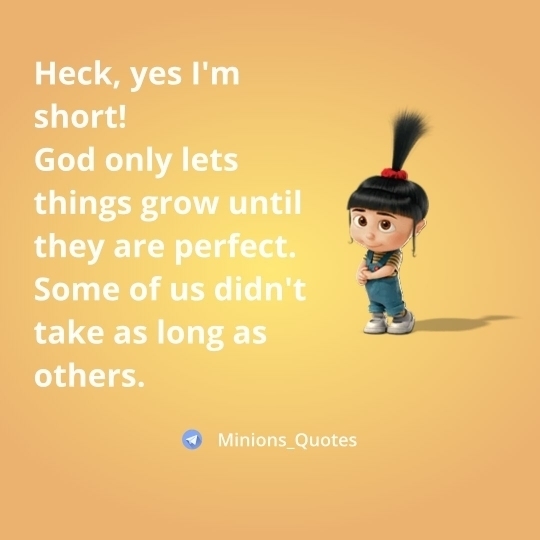 Heck, yes I'm
short!
God only lets
things grow until
they are perfect.
Some of us didn't
take as long as
others.
Minions_Quotes